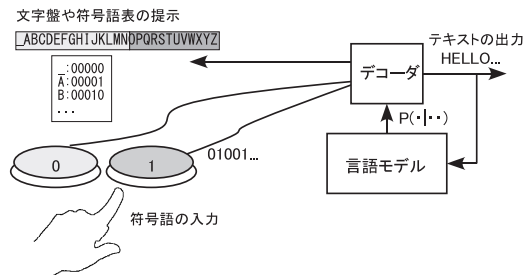 文字盤や符号語表の提示
_ABCDEFGHIJKLMNOPQRSTUVWXYZ
_:00000
A:00001
B:00010
...
デコーダ
テキストの出力
HELLO...
P(・|・・)
言語モデル
0
1
01001...
符号語の入力